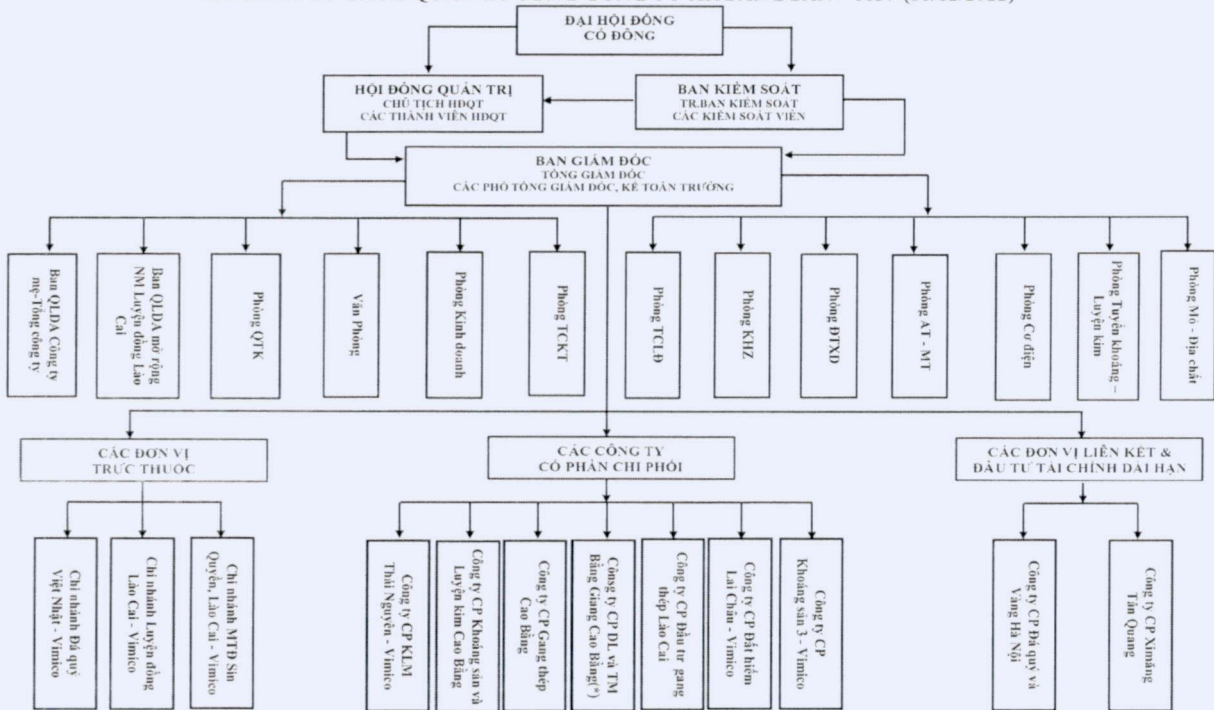 ĐẠI HỘI ĐỒNG
CỔ ĐÔNG
HỘI ĐỒNG QUẢN TRỊ
CHỦ TỊCH HĐQT
CÁC THÀNH VIÊN HĐQT
BAN KIỂM SOÁT
TR.BAN KIỂM SOÁT
CÁC KIỂM SOÁT VIÊN
BAN GIÁM ĐỐC
TỔNG GIÁM ĐỐC
CÁC PHÓ TỔNG GIÁM ĐỐC, KẾ TOÁN TRƯỞNG
Ban QLDA Công ty
mẹ-Tổng công ty
Ban QLDA mở rộng
NM Luyện đồng Lào
Cai
Phòng QTK
Văn Phòng
Phòng Kinh doanh
Phòng TCKT
Phòng TCLĐ
Phòng KHZ
Phòng ĐTXD
Phòng AT - MT
Phòng Cơ điện
Phòng Tuyển khoáng –
Luyện kim
Phòng Mỏ - Địa chất
CÁC ĐƠN VỊ
TRỰC THUỘC
CÁC CÔNG TY
CỔ PHẦN CHI PHỐI
CÁC ĐƠN VỊ LIÊN KẾT &
ĐẦU TƯ TÀI CHÍNH DÀI HẠN
Chi nhánh Đá quý
Việt Nhật - Vimico
Chi nhánh Luyện đồng
Lào Cai - Vimico
Chi nhánh MTĐ Sin
Quyền, Lào Cai - Vimico
Công ty CP KLM
Thái Nguyên - Vimico
Công ty CP Khoáng sản và
Luyện kim Cao Bằng
Công ty CP Gang thép
Cao Bằng
Cônsg ty CP DL và TM
Bằng Giang Cao Bằng(*)
Công ty CP Đầu tư gang
thép Lào Cai
Công ty CP Đất hiếm
Lai Châu - Vimico
Công ty CP
Khoáng sản 3 - Vimico
Công ty CP Đá quý và
Vàng Hà Nội
Công ty CP Ximăng
Tân Quang